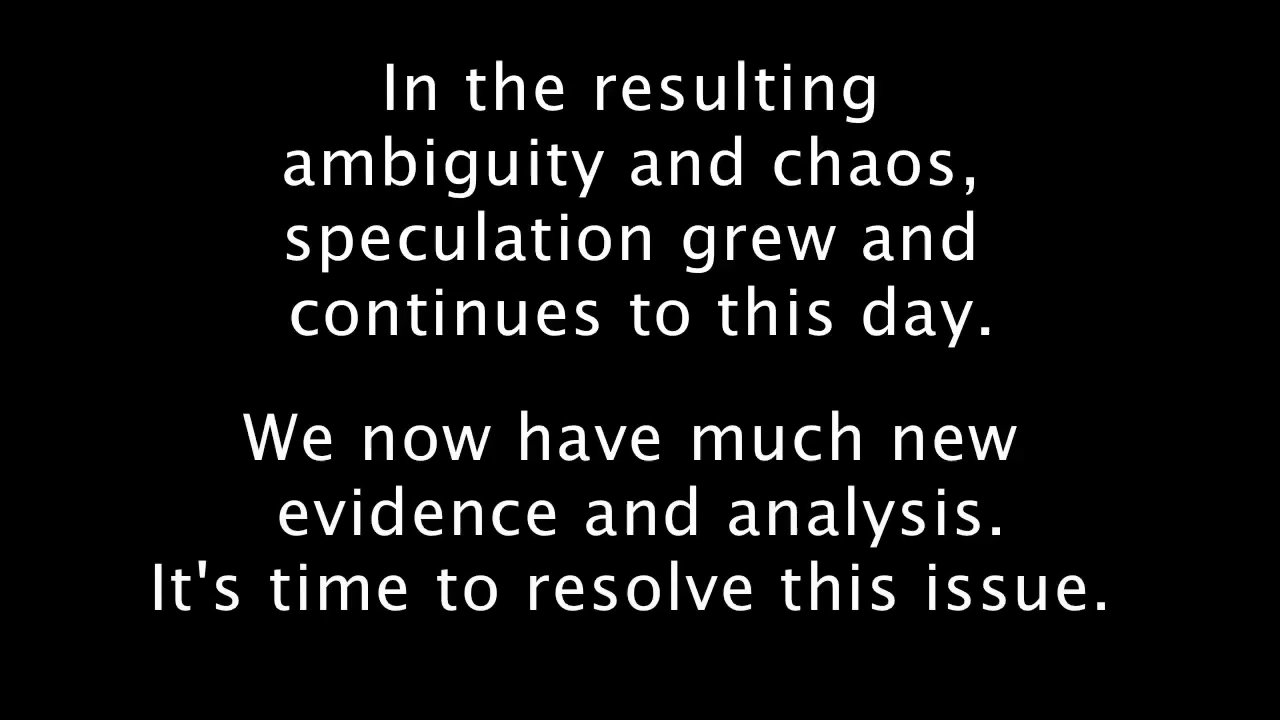 In the resulting
ambiguity and chaos,
speculation grew and
continues to this day.
We now have much new
evidence and analysis.
It's time to resolve this issue.